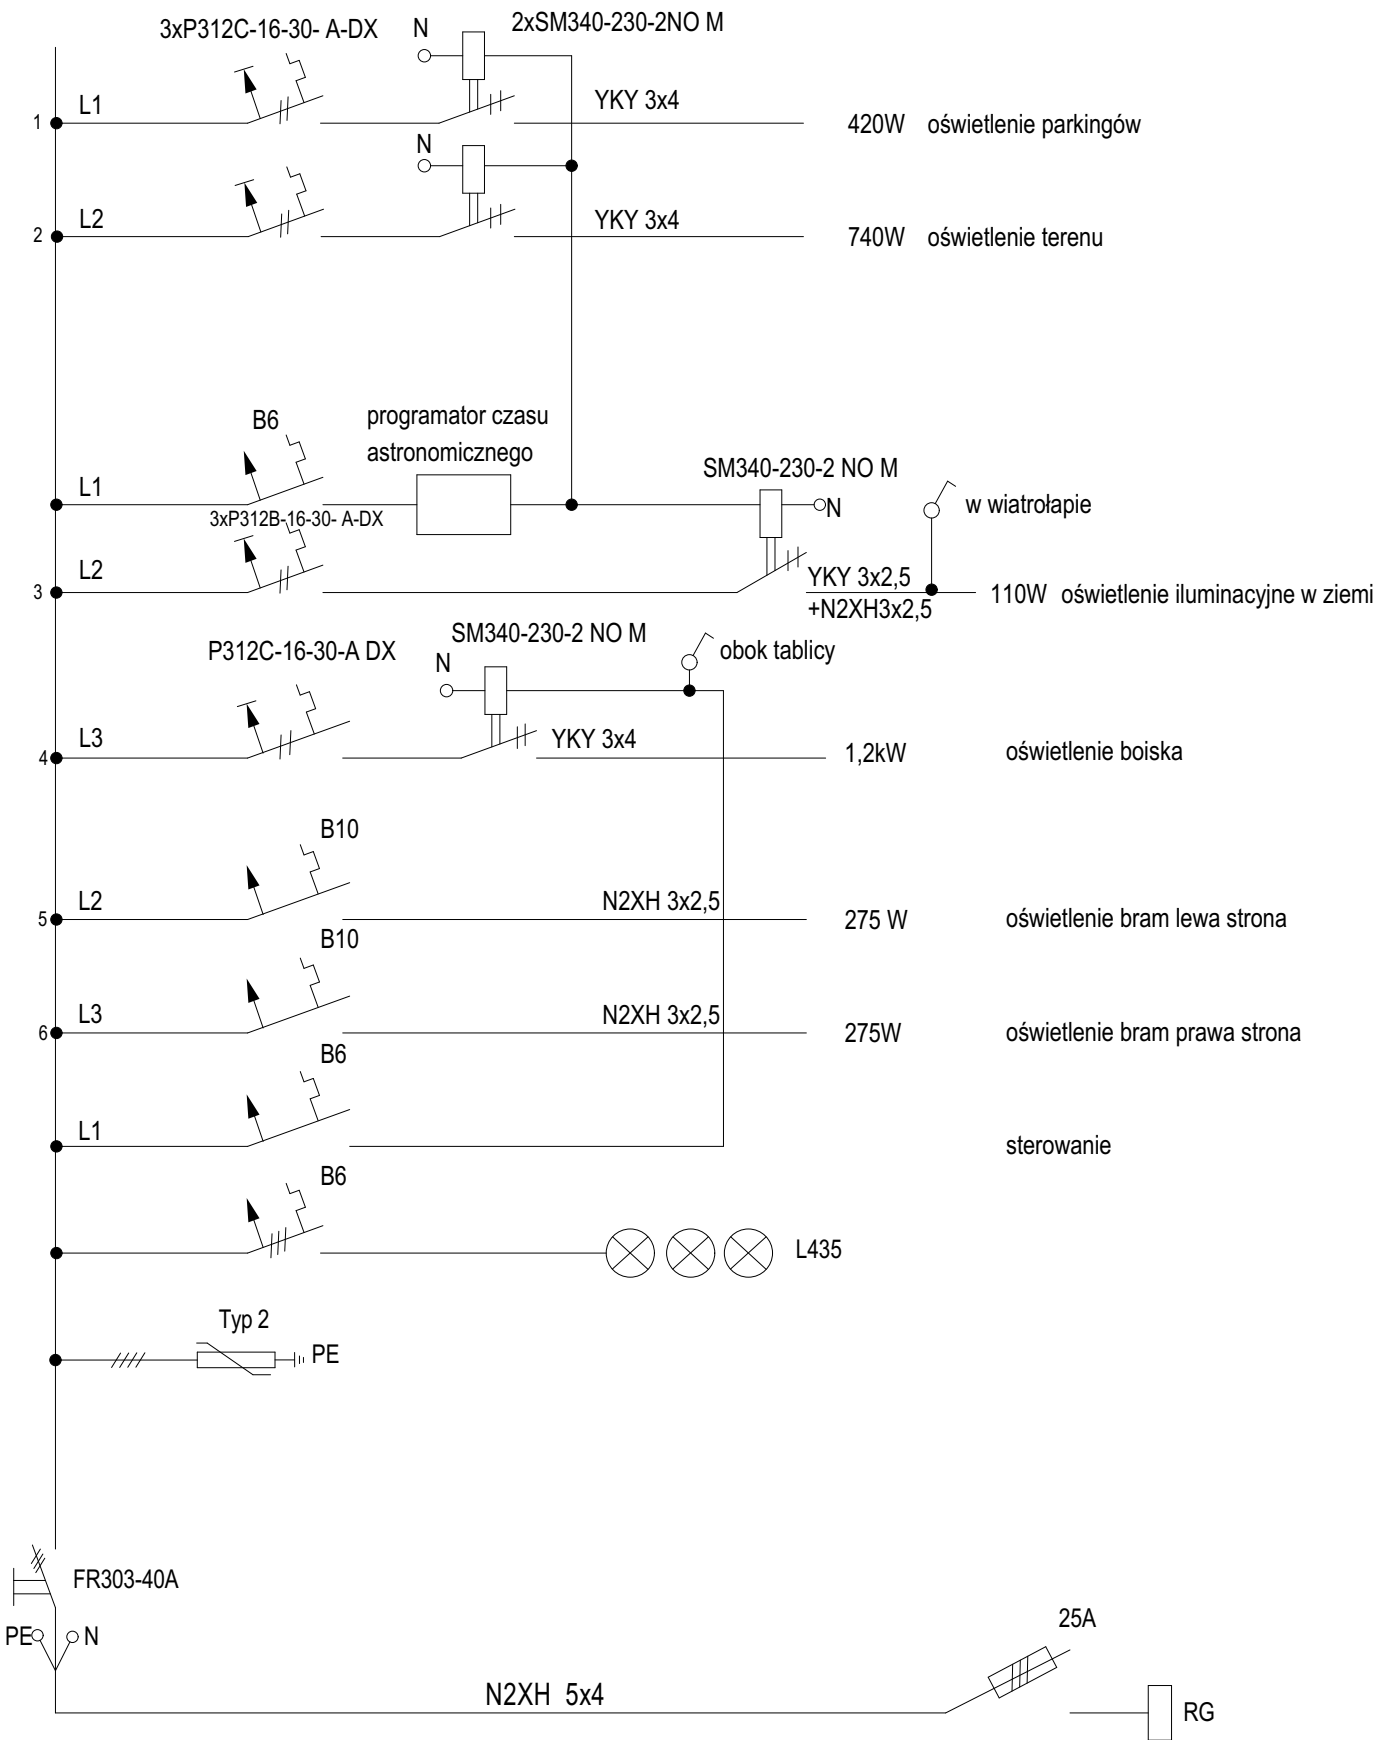 3xP312C-16-30- A-DX
N
2xSM340-230-2NO M
1
L1
YKY 3x4
420W oświetlenie parkingów
N
2
L2
YKY 3x4
740W oświetlenie terenu
B6
programator czasu
astronomicznego
SM340-230-2 NO M
L1
N
w wiatrołapie
3xP312B-16-30- A-DX
3
L2
YKY 3x2,5
+N2XH3x2,5
110W oświetlenie iluminacyjne w ziemi
P312C-16-30-A DX
SM340-230-2 NO M
N
obok tablicy
4
L3
YKY 3x4
1,2kW oświetlenie boiska
B10
5
L2
N2XH 3x2,5
275 W oświetlenie bram lewa strona
B10
6
L3
N2XH 3x2,5
275W oświetlenie bram prawa strona
B6
L1
sterowanie
B6
L435
Typ 2
PE
FR303-40A
PE
N
25A
N2XH 5x4
RG